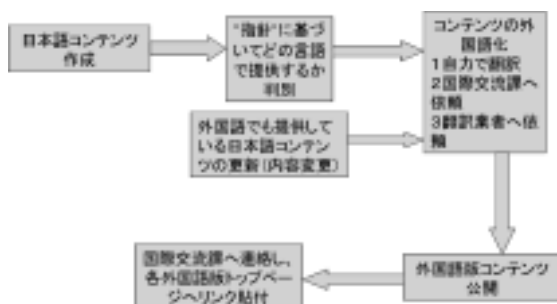 日本語コンテンツ
作成
"指針"に基づ
いてどの言語
で提供するか
判別
コンテンツの外
国語化
1自力で翻訳
2国際交流課へ
依頼
3翻訳業者へ依
頼
外国語でも提供して
いる日本語コンテン
ツの更新(内容変更)
外国語版コンテンツ
公開
国際交流課へ連絡し、
各外国語版トップペー
ジへリンク貼付